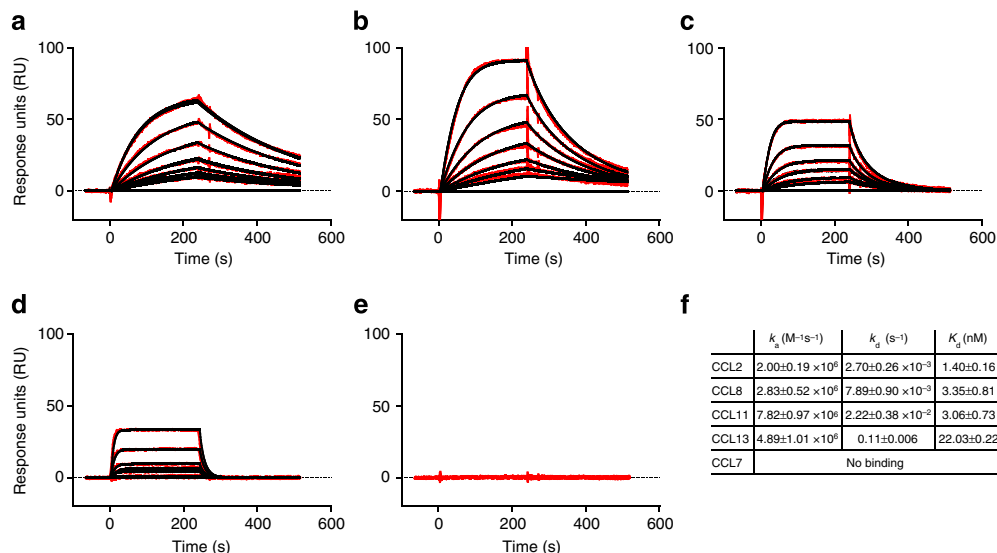 a
b
c
Response units (RU)
100
50
0
0
200
400
600
Time (s)
100
50
0
0
200
400
600
Time (s)
100
50
0
0
200
400
600
Time (s)
d
e
f
Response units (RU)
100
50
0
0
200
400
600
Time (s)
100
50
0
0
200
400
600
Time (s)
kₐ (M⁻¹s⁻¹) k_d (s⁻¹) K_d (nM)
CCL2 2.00±0.19 ×10⁶ 2.70±0.26 ×10⁻³ 1.40±0.16
CCL8 2.83±0.52 ×10⁶ 7.89±0.90 ×10⁻³ 3.35±0.81
CCL11 7.82±0.97 ×10⁶ 2.22±0.38 ×10⁻² 3.06±0.73
CCL13 4.89±1.01 ×10⁶ 0.11±0.006 22.03±0.22
CCL7 No binding